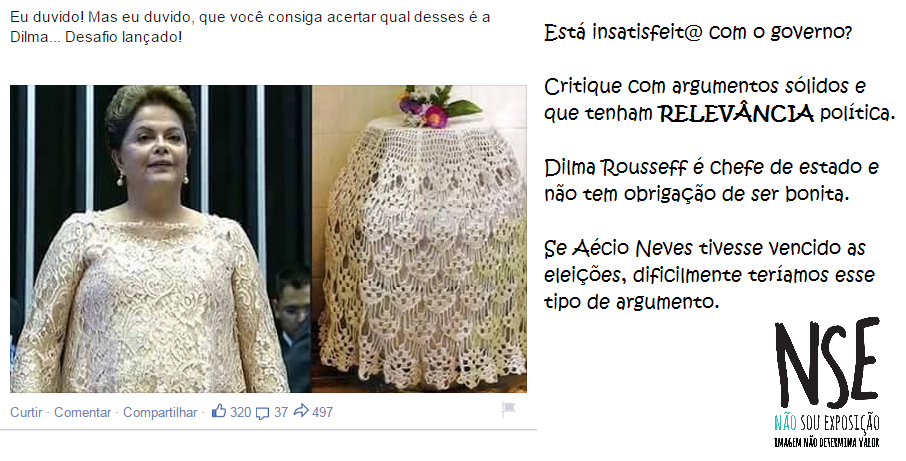 Eu duvido! Mas eu duvido, que você consiga acertar qual desses é a
Dilma... Desafio lançado!
Curtir · Comentar · Compartilhar · 320 37 497
Está insatisfeit@ com o governo?
Critique com argumentos sólidos e
que tenham RELEVÂNCIA política.
Dilma Rousseff é chefe de estado e
não tem obrigação de ser bonita.
Se Aécio Neves tivesse vencido as
eleições, dificilmente teríamos esse
tipo de argumento.
NSE
NÃO SOU EXPOSIÇÃO
IMAGEM NÃO DETERMINA VALOR